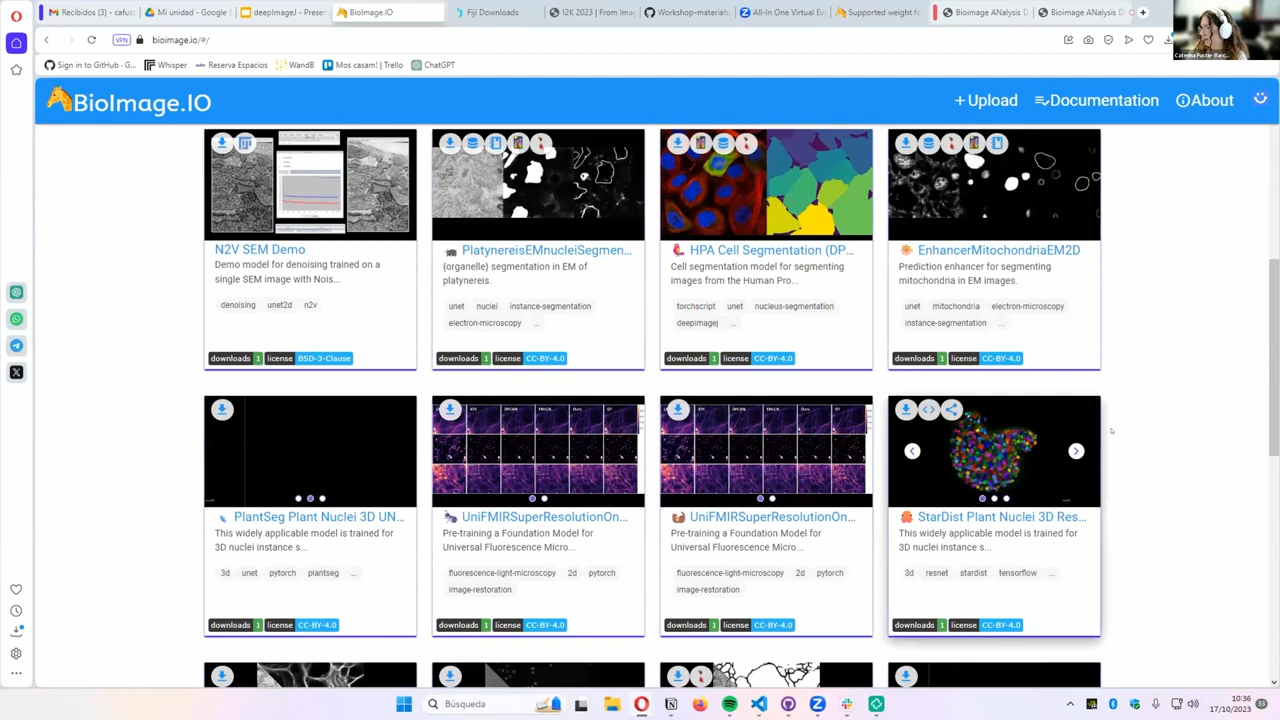 Recibidos (3) - cafust
Mi unidad - Google
deepImageJ - Presen
BioImage.IO
Fiji Downloads
I2K 2023 | From Imag
Workshop-materials
All-In One Virtual Ev
Supported weight fo
Bioimage ANalysis D
Bioimage ANalysis D
VPN
bioimage.io/#/
Caterina Fuster-Barc...
Sign in to GitHub · G...
Whisper
Reserva Espacios
WandB
Mos casam! | Trello
ChatGPT
BioImage.IO
+ Upload
Documentation
About
N2V SEM Demo
Demo model for denoising trained on a
single SEM image with Nois...
denoising unet2d n2v
downloads 1 license BSD-3-Clause
PlatynereisEMnucleiSegmen...
{organelle} segmentation in EM of
platynereis.
unet nuclei instance-segmentation
electron-microscopy ...
downloads 1 license CC-BY-4.0
HPA Cell Segmentation (DP...
Cell segmentation model for segmenting
images from the Human Pro...
torchscript unet nucleus-segmentation
deepimagej ...
downloads 1 license CC-BY-4.0
EnhancerMitochondriaEM2D
Prediction enhancer for segmenting
mitochondria in EM images.
unet mitochondria electron-microscopy
instance-segmentation ...
downloads 1 license CC-BY-4.0
PlantSeg Plant Nuclei 3D UN...
This widely applicable model is trained for
3D nuclei instance s...
3d unet pytorch plantseg ...
downloads 1 license CC-BY-4.0
UniFMIRSuperResolutionOn...
Pre-training a Foundation Model for
Universal Fluorescence Micro...
fluorescence-light-microscopy 2d pytorch
image-restoration
downloads 1 license CC-BY-4.0
UniFMIRSuperResolutionOn...
Pre-training a Foundation Model for
Universal Fluorescence Micro...
fluorescence-light-microscopy 2d pytorch
image-restoration
downloads 1 license CC-BY-4.0
StarDist Plant Nuclei 3D Res...
This widely applicable model is trained for
3D nuclei instance s...
3d resnet stardist tensorflow ...
downloads 1 license CC-BY-4.0
Búsqueda
10:36
17/10/2023
33